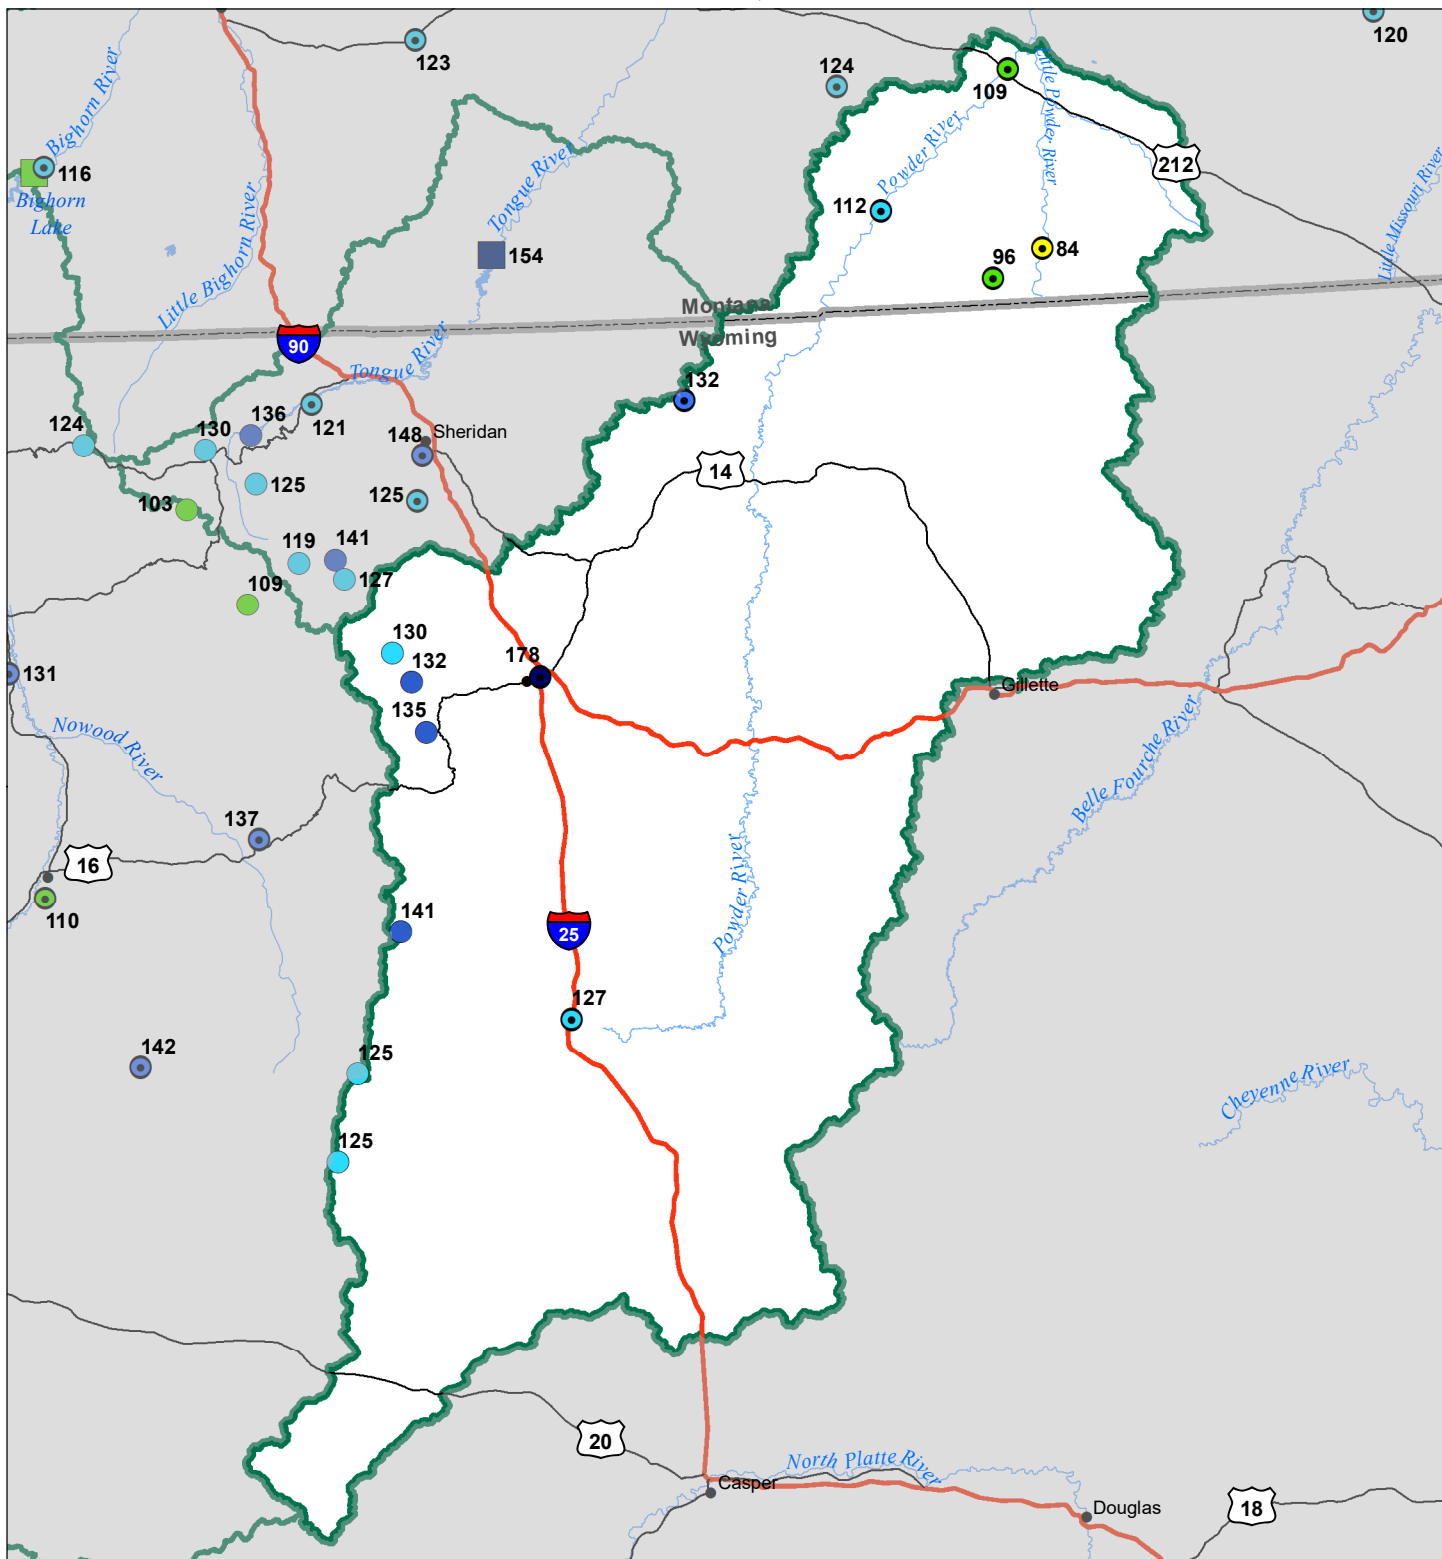 120
123
124
109
Bighorn River
Little Powder River
Powder River
212
116
Bighorn
Lake
Tongue River
Little Bighorn River
Little Missouri River
112
84
96
154
Montana
Wyoming
90
Tongue River
132
121
136
124
130
148
Sheridan
14
125
125
103
119
141
127
109
130
132
178
131
Gillette
135
Nowood River
Belle Fourche River
137
16
110
Powder River
141
25
127
142
125
Cheyenne River
125
20
North Platte River
Casper
Douglas
18